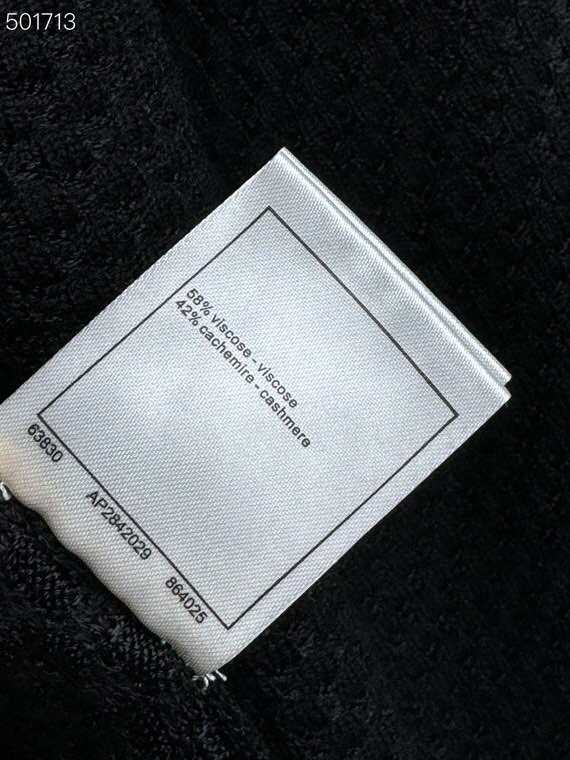 501713
58% viscose - viscose
42% cachemire - cashmere
63830 AP2842029 864025